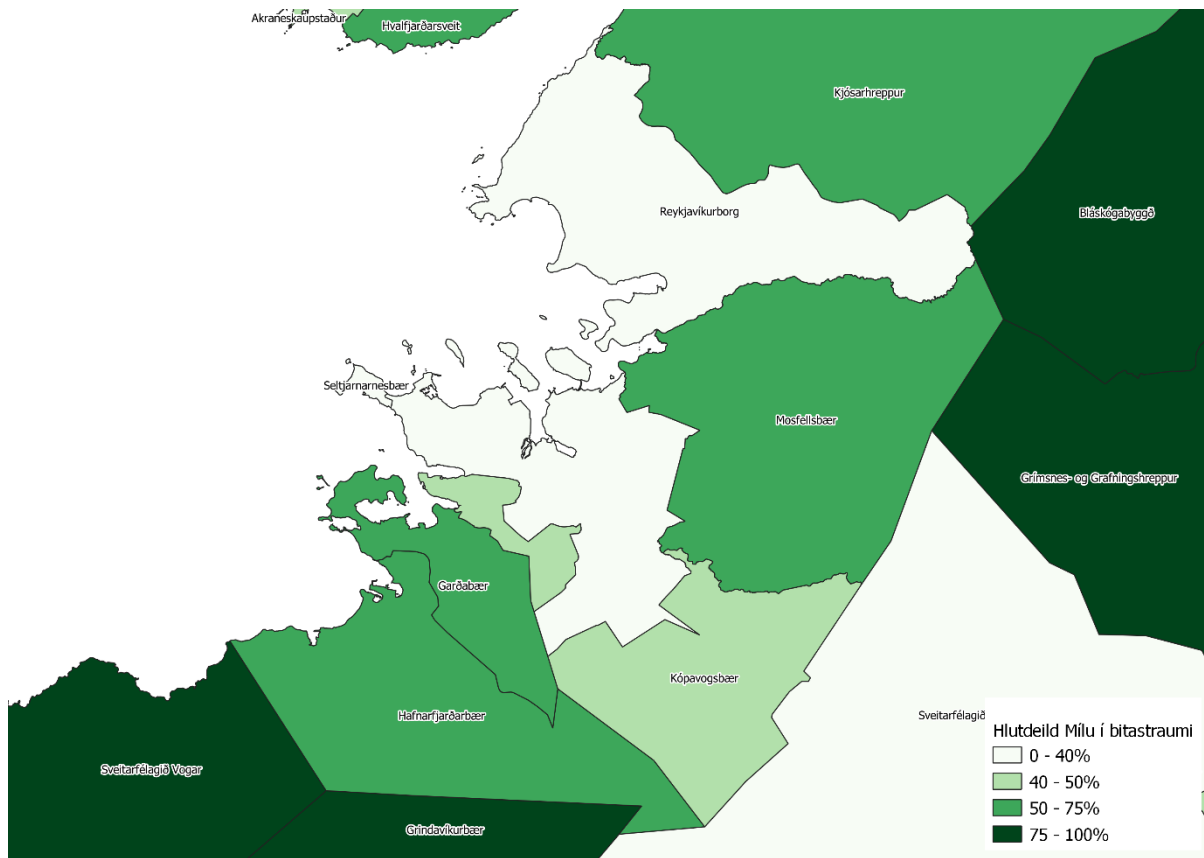 Akraneskaupstaður
Hvalfjarðarsveit
Kjósarhreppur
Reykjavíkurborg
Bláskógabyggð
Seltjarnarnesbær
Mosfellsbær
Grímsnes- og Grafningshreppur
Garðabær
Kópavogsbær
Hafnarfjarðarbær
Sveitarfélagið
Sveitarfélagið Vogar
Grindavíkurbær
Hlutdeild Mílu í bitastraumi
0 - 40%
40 - 50%
50 - 75%
75 - 100%